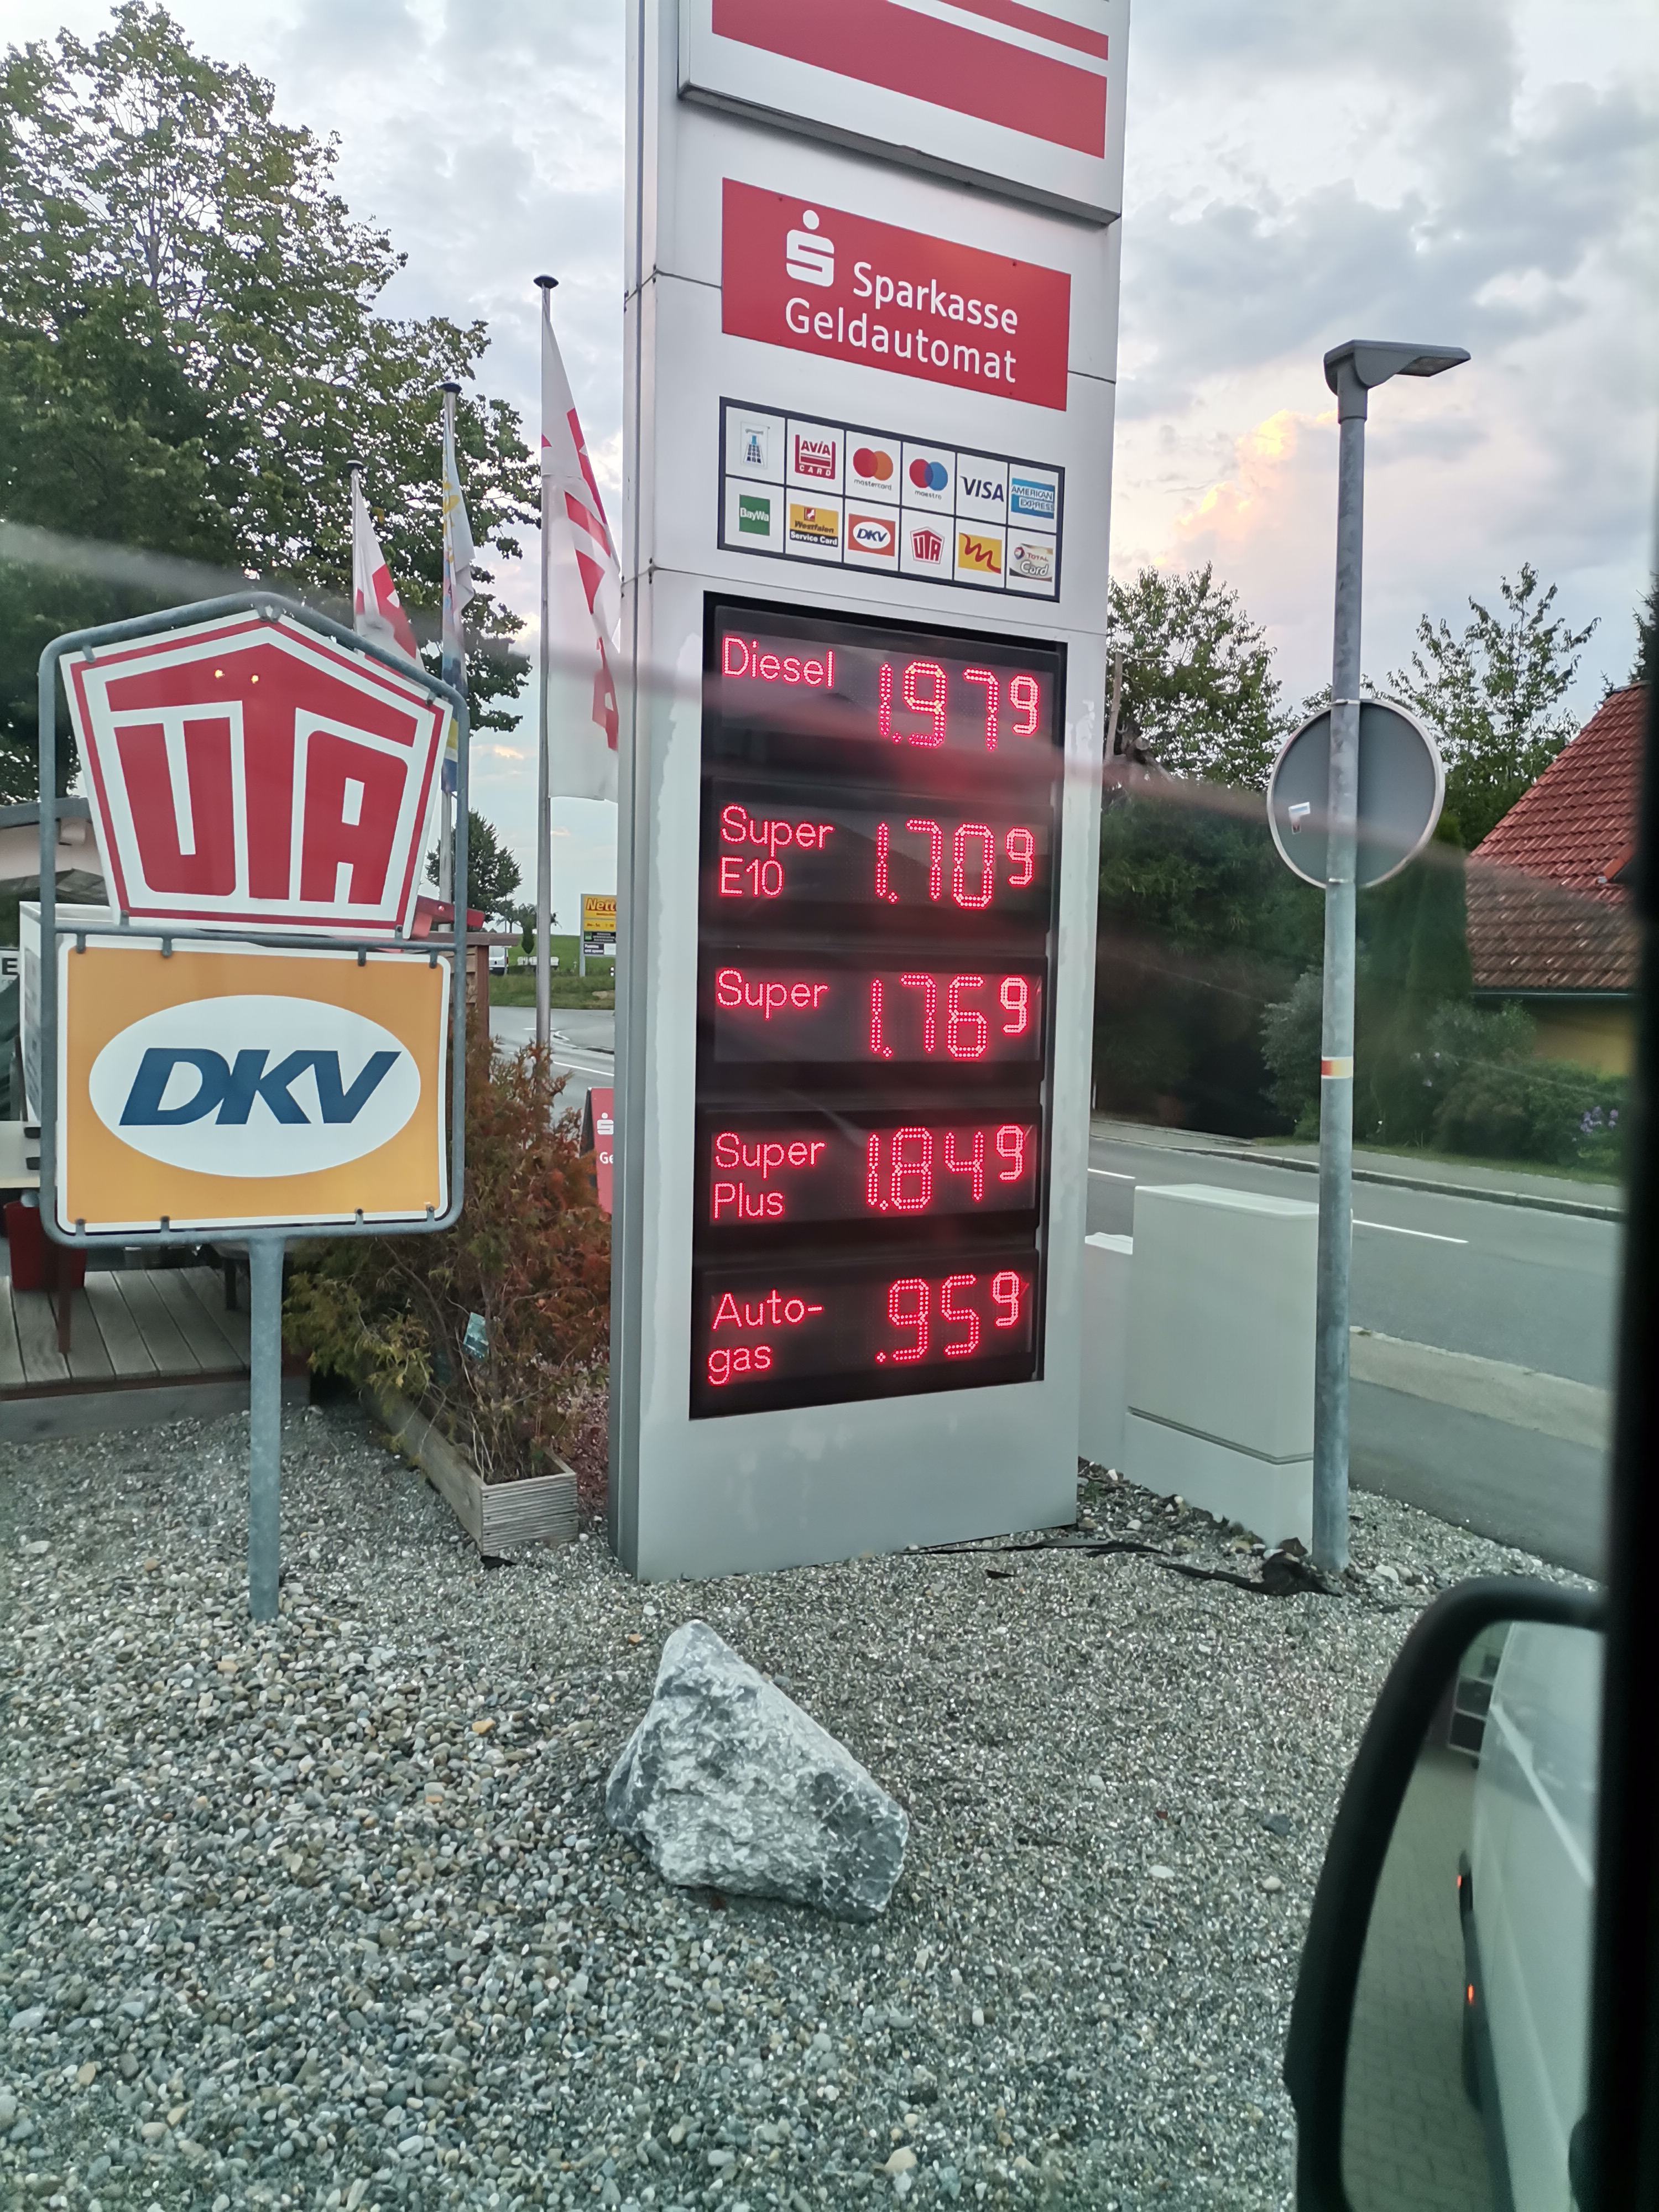 Sparkasse
Geldautomat
AVIA
CARD
mastercard
maestro
VISA
AMERICAN
EXPRESS
BayWa
Westfalen
Service Card
DKV
UTA
TOTAL
Card
Diesel 1.979
Super
E10 1.709
Super 1.769
Super
Plus 1.849
Auto-
gas .959
UTA
DKV